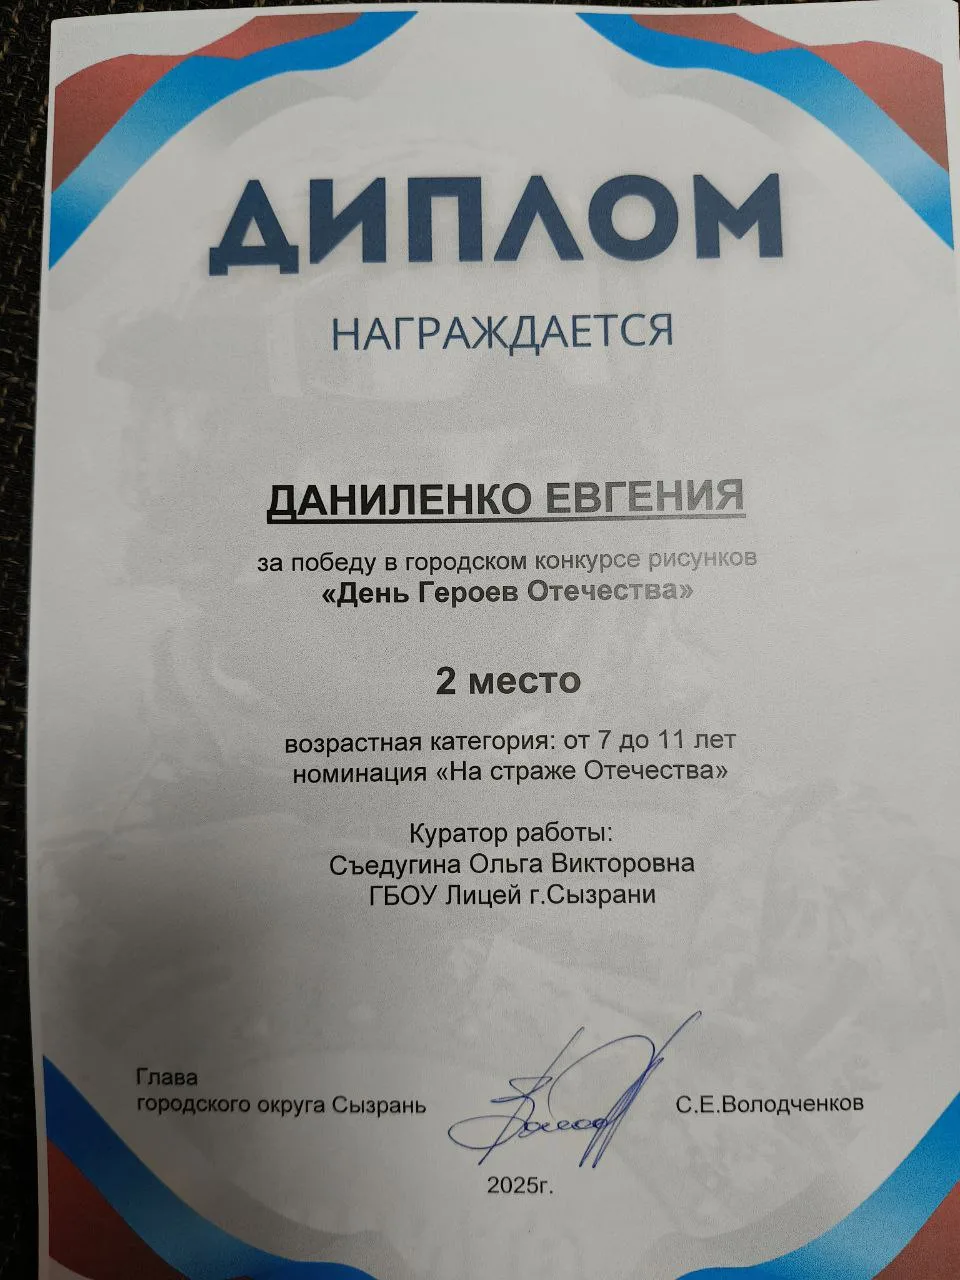 ДИПЛОМ
НАГРАЖДАЕТСЯ
ДАНИЛЕНКО ЕВГЕНИЯ
за победу в городском конкурсе рисунков
«День Героев Отечества»
2 место
возрастная категория: от 7 до 11 лет
номинация «На страже Отечества»
Куратор работы:
Съедугина Ольга Викторовна
ГБОУ Лицей г.Сызрани
Глава
городского округа Сызрань
С.Е.Володченков
2025г.